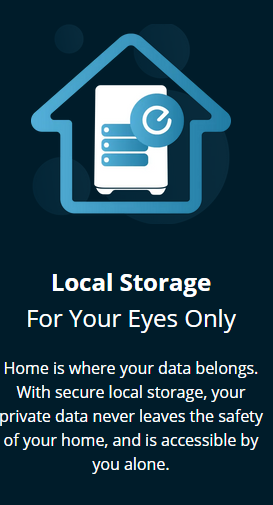 Local Storage
For Your Eyes Only
Home is where your data belongs.
With secure local storage, your
private data never leaves the safety
of your home, and is accessible by
you alone.